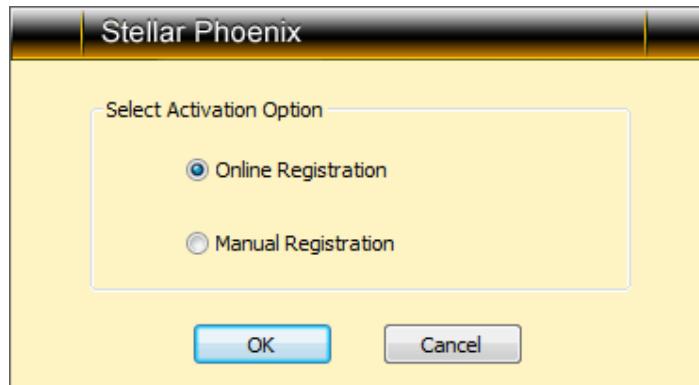 Stellar Phoenix
Select Activation Option
Online Registration
Manual Registration
OK
Cancel